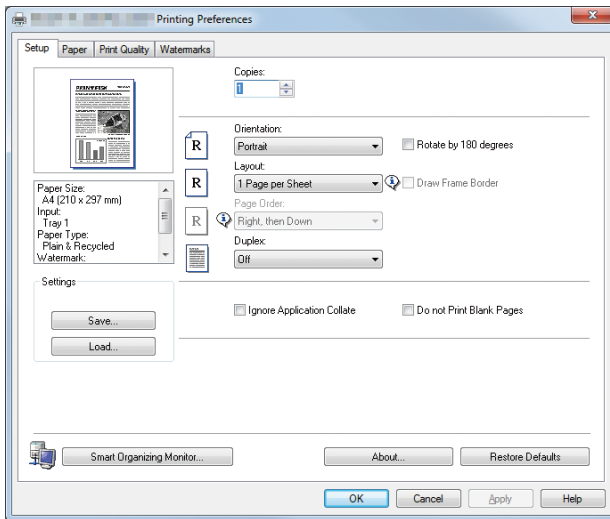 Printing Preferences
Setup Paper Print Quality Watermarks
Copies:
1
Orientation:
R Portrait Rotate by 180 degrees
Layout:
R 1 Page per Sheet Draw Frame Border
Page Order:
R Right, then Down
Duplex:
Off
Paper Size:
A4 (210 x 297 mm)
Input:
Tray 1
Paper Type:
Plain & Recycled
Watermark:
Settings
Save...
Load...
Ignore Application Collate Do not Print Blank Pages
Smart Organizing Monitor... About... Restore Defaults
OK Cancel Apply Help